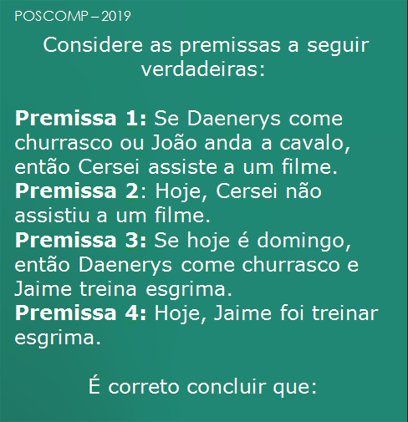 POSCOMP – 2019
Considere as premissas a seguir
verdadeiras:
Premissa 1: Se Daenerys come
churrasco ou João anda a cavalo,
então Cersei assiste a um filme.
Premissa 2: Hoje, Cersei não
assistiu a um filme.
Premissa 3: Se hoje é domingo,
então Daenerys come churrasco e
Jaime treina esgrima.
Premissa 4: Hoje, Jaime foi treinar
esgrima.
É correto concluir que: